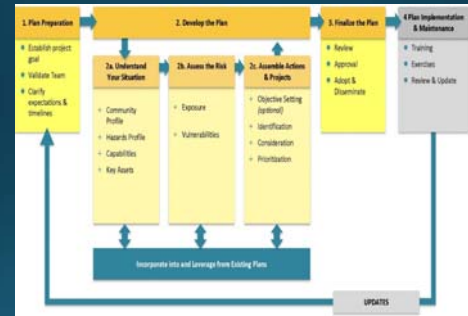 1. Plan Preparation
Establish project
goal
Validate Team
Clarify
expectations &
timelines
2. Develop the Plan
2a. Understand
Your Situation
Community
Profile
Hazards Profile
Capabilities
Key Assets
2b. Assess the Risk
Exposure
Vulnerabilities
2c. Assemble Actions
& Projects
Objective Setting
(optional)
Identification
Consideration
Prioritization
Incorporate into and Leverage from Existing Plans
3. Finalize the Plan
Review
Approval
Adopt &
Disseminate
4 Plan Implementation
& Maintenance
Training
Exercises
Review & Update
UPDATES